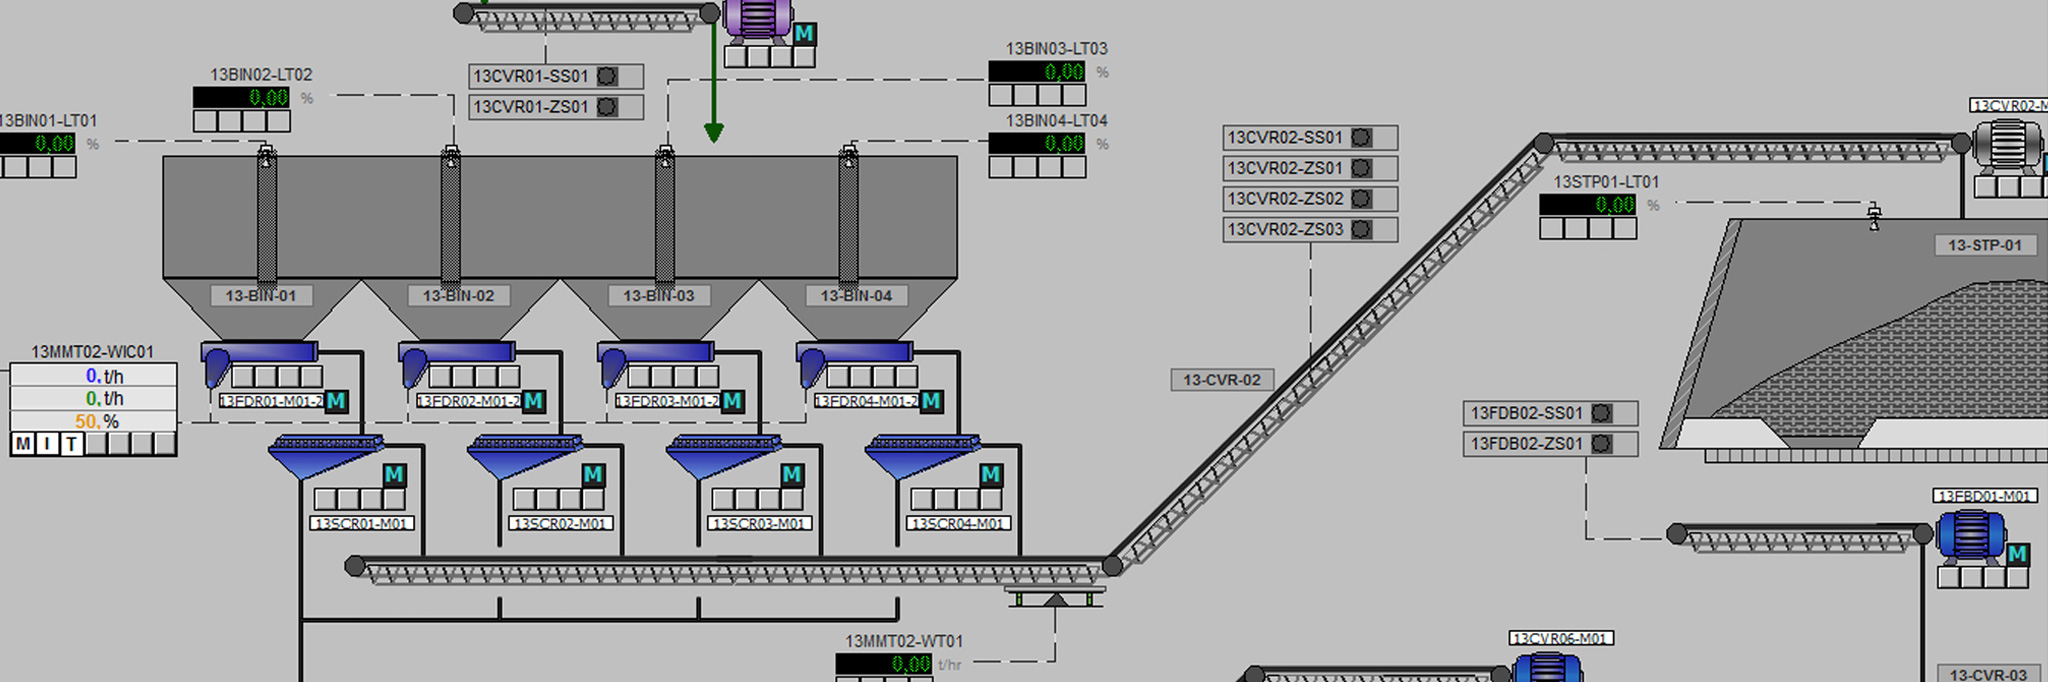 M
13CVR01-SS01
13CVR01-ZS01
13BIN02-LT02
0,00 %
13BIN01-LT01
0,00 %
13BIN03-LT03
0,00 %
13BIN04-LT04
0,00 %
13-BIN-01
13-BIN-02
13-BIN-03
13-BIN-04
13MMT02-WIC01
0. t/h
0. t/h
50. %
M I T
13FDR01-M01-2 M
13FDR02-M01-2 M
13FDR03-M01-2 M
13FDR04-M01-2 M
M
M
M
M
13SCR01-M01
13SCR02-M01
13SCR03-M01
13SCR04-M01
13MMT02-WT01
0,00 t/hr
13CVR02-SS01
13CVR02-ZS01
13CVR02-ZS02
13CVR02-ZS03
13-CVR-02
13CVR02-M
13STP01-LT01
0,00 %
13-STP-01
13FDB02-SS01
13FDB02-ZS01
13FBD01-M01
M
13CVR06-M01
13-CVR-03